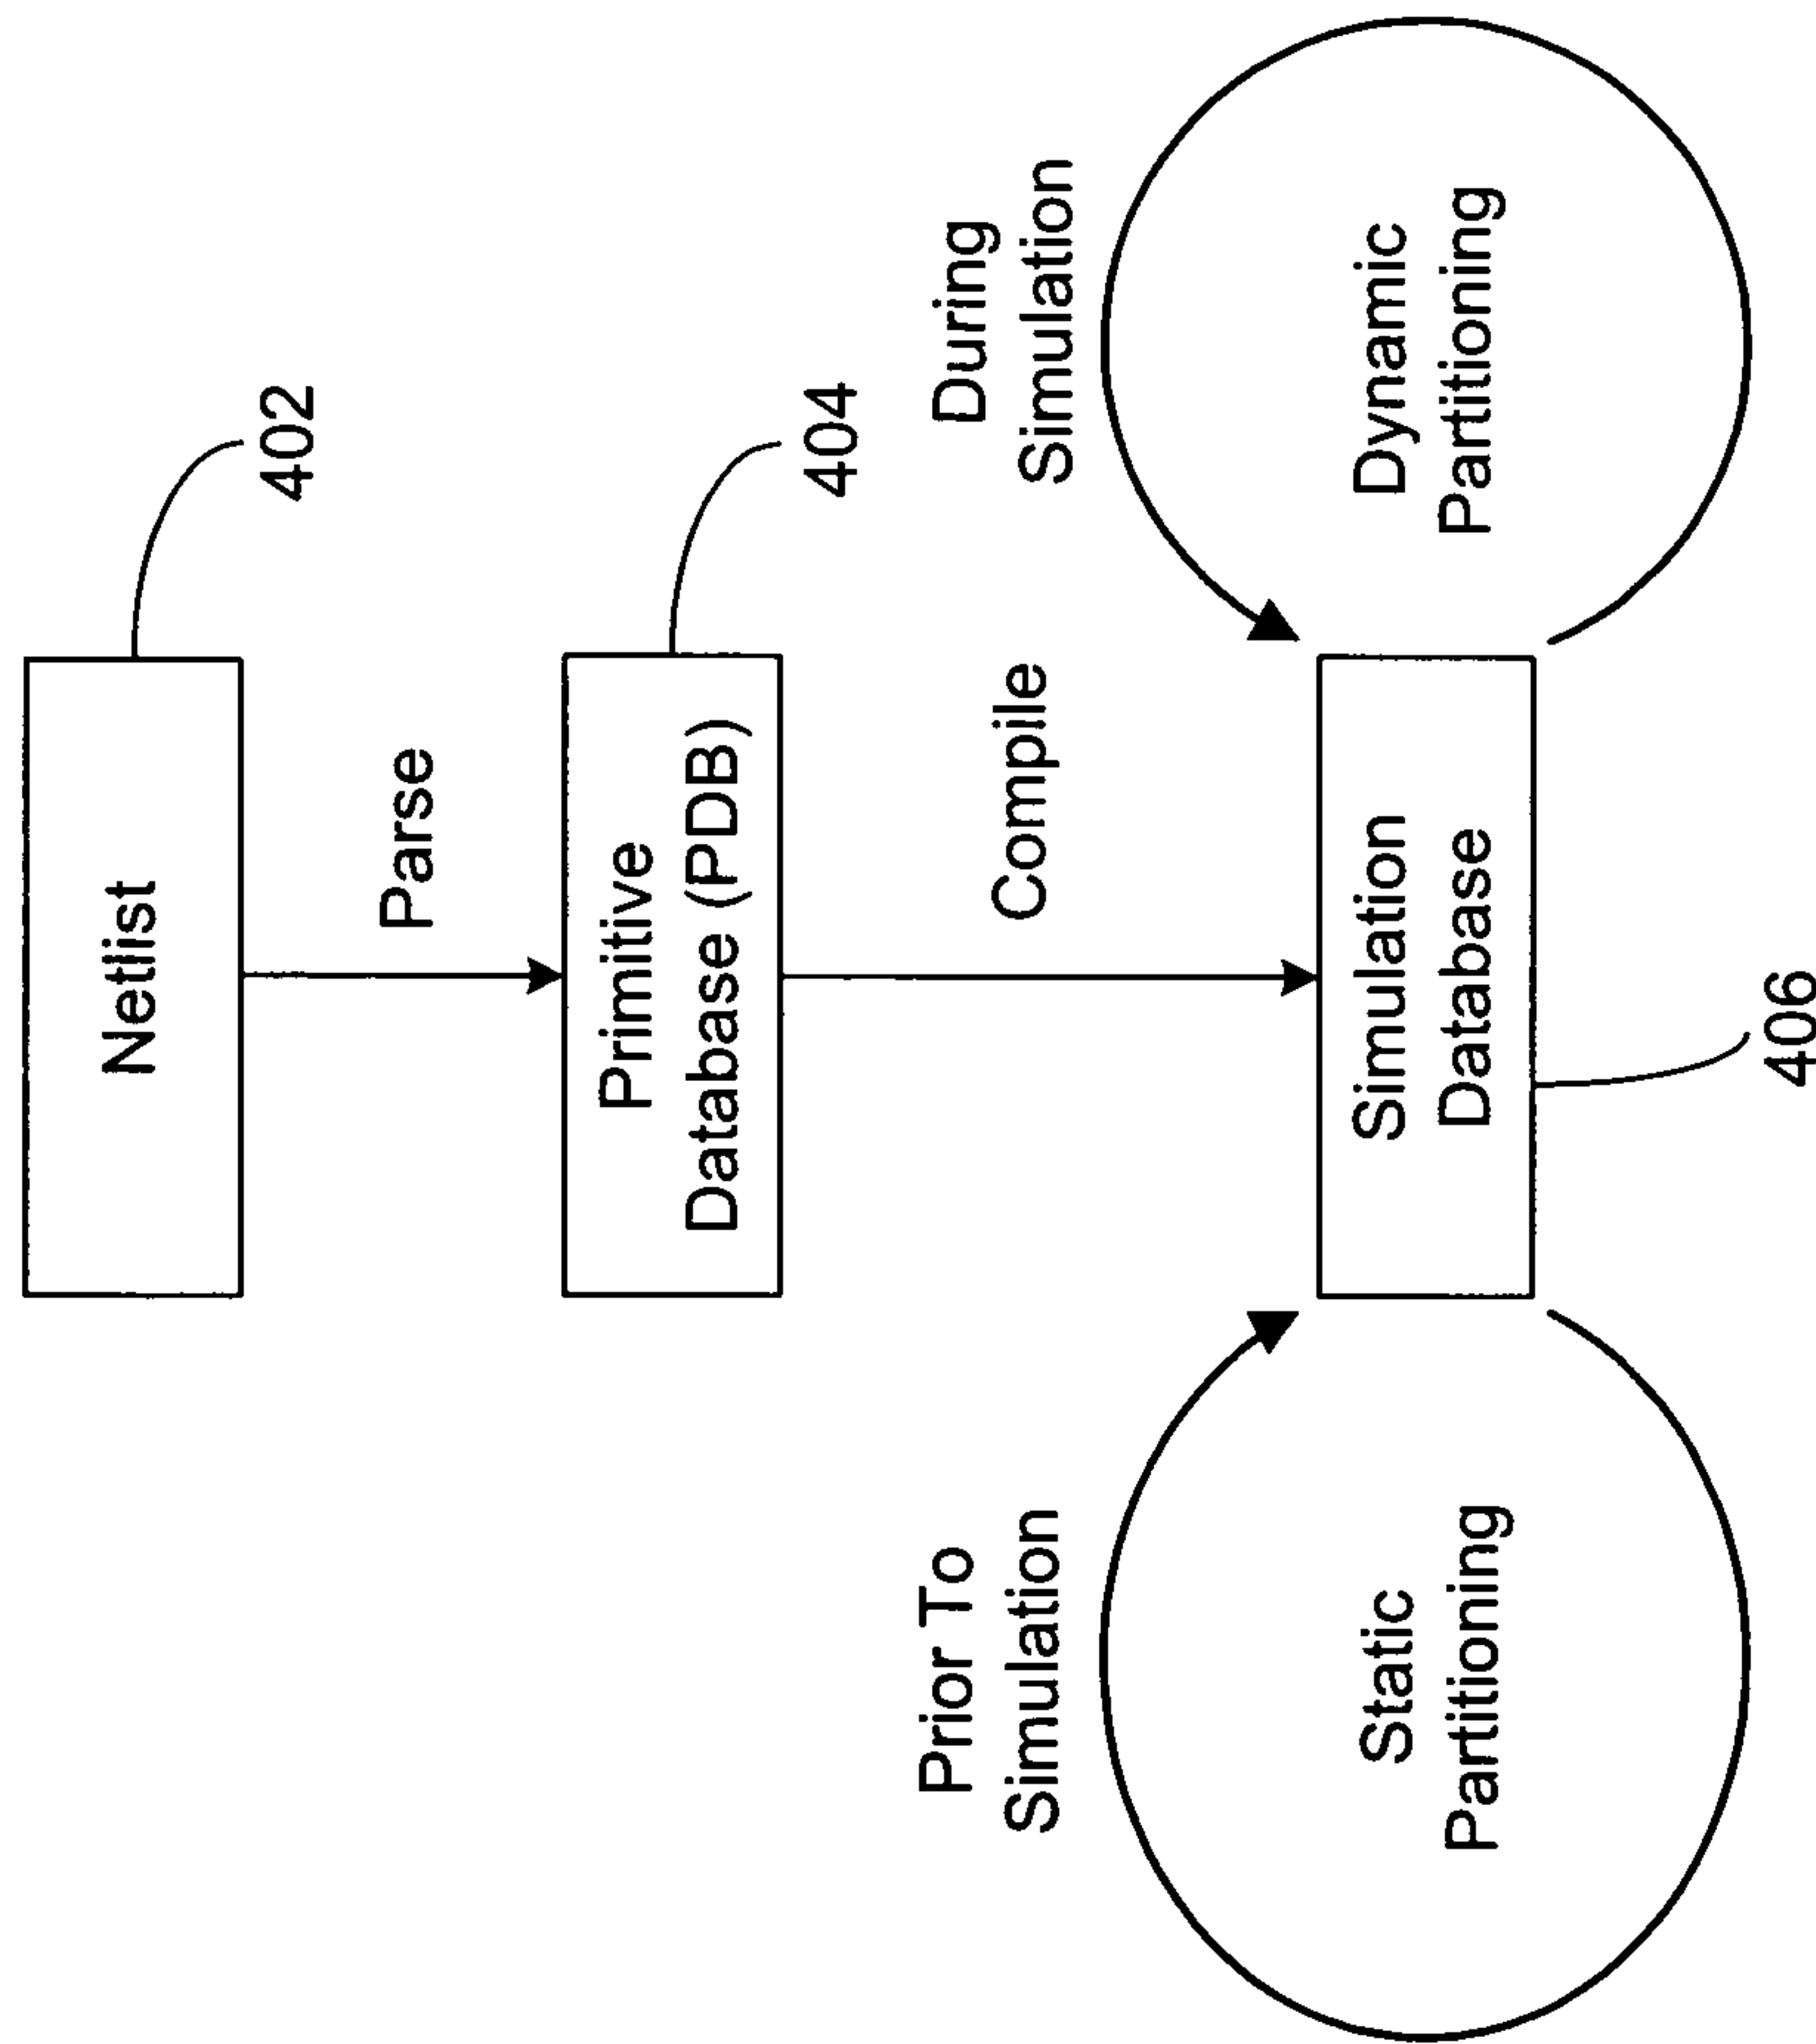 Netlist
402
Parse
Primitive
Database (PDB)
404
Compile
Prior To
Simulation
During
Simulation
Static
Partitioning
Simulation
Database
Dynamic
Partitioning
406